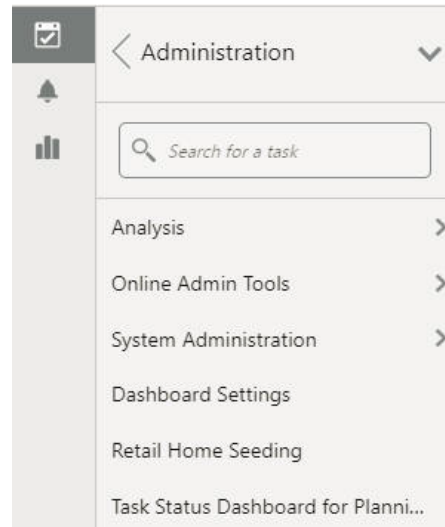 Administration
Search for a task
Analysis
Online Admin Tools
System Administration
Dashboard Settings
Retail Home Seeding
Task Status Dashboard for Planni...